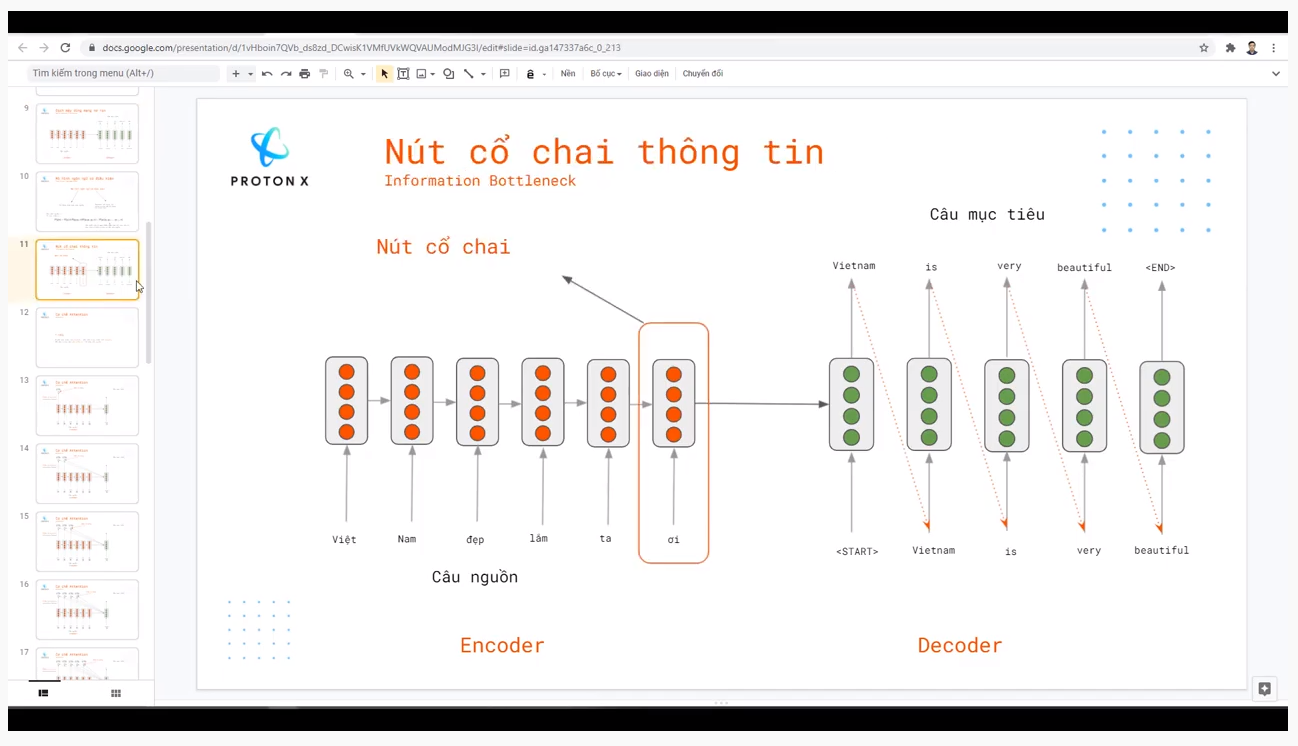 docs.google.com/presentation/d/1vHboin7QVb_ds8zd_DCwisK1VMfUVkWQVAUModMJG3I/edit#slide=id.ga147337a6c_0_213
Tìm kiếm trong menu (Alt+/)
Nền
Bố cục
Giao diện
Chuyển đổi
9
10
11
12
13
14
15
16
17
PROTON X
Nút cổ chai thông tin
Information Bottleneck
Câu mục tiêu
Nút cổ chai
Vietnam is very beautiful <END>
Việt Nam đẹp lắm ta ơi
<START> Vietnam is very beautiful
Câu nguồn
Encoder
Decoder